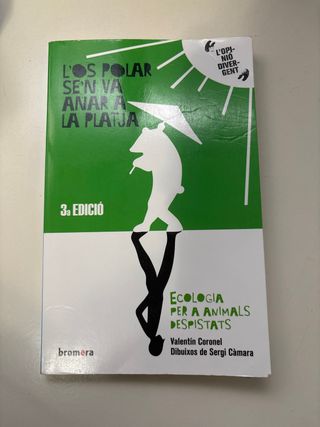 L'OPI-
NIÓ
DIVER-
GENT
L'OS POLAR
SE'N VA
ANAR A
LA PLATJA
3a EDICIÓ
ECOLOGIA
PER A ANIMALS
DESPISTATS
Valentín Coronel
Dibuixos de Sergi Càmara
bromera